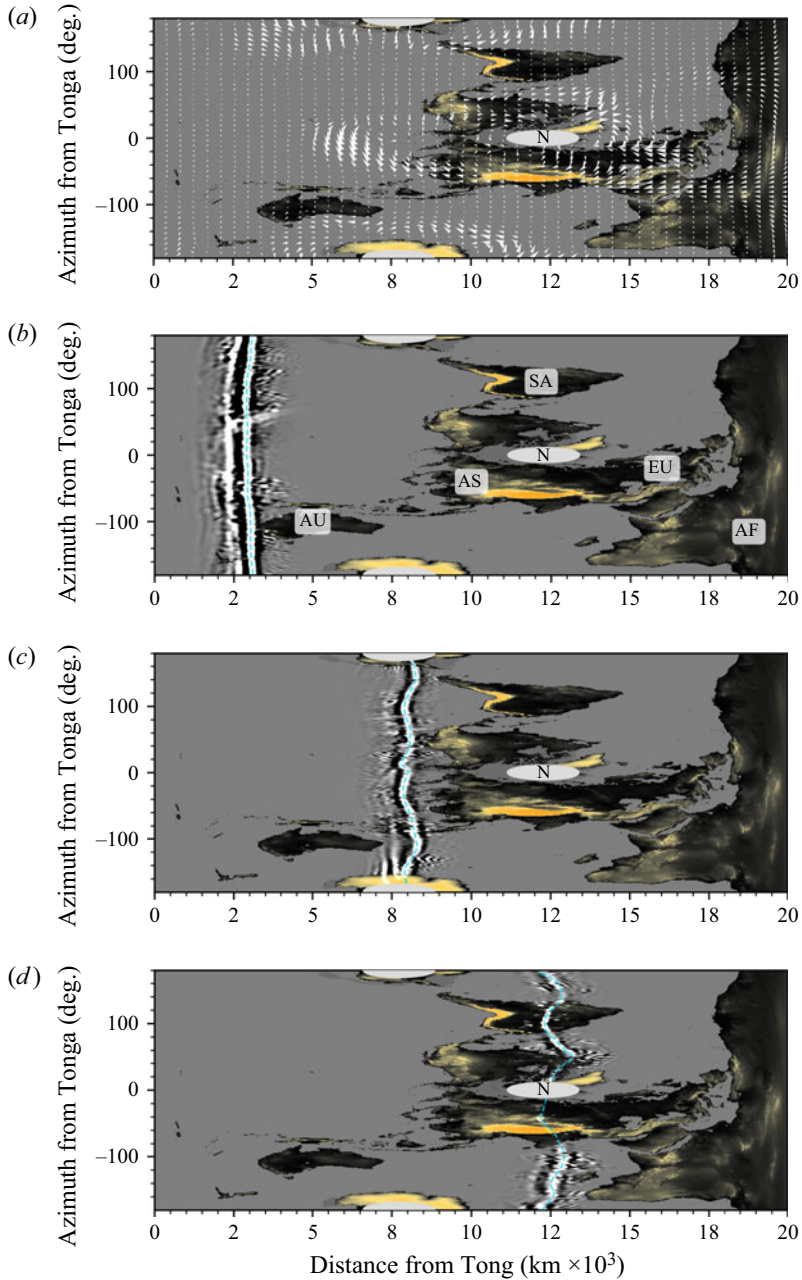 (a)
Azimuth from Tonga (deg.)
100
0
–100
N
0 2 5 8 10 12 15 18 20
(b)
Azimuth from Tonga (deg.)
100
0
–100
SA
N
EU
AS
AU
AF
0 2 5 8 10 12 15 18 20
(c)
Azimuth from Tonga (deg.)
100
0
–100
N
0 2 5 8 10 12 15 18 20
(d)
Azimuth from Tonga (deg.)
100
0
–100
N
0 2 5 8 10 12 15 18 20
Distance from Tong (km ×10³)